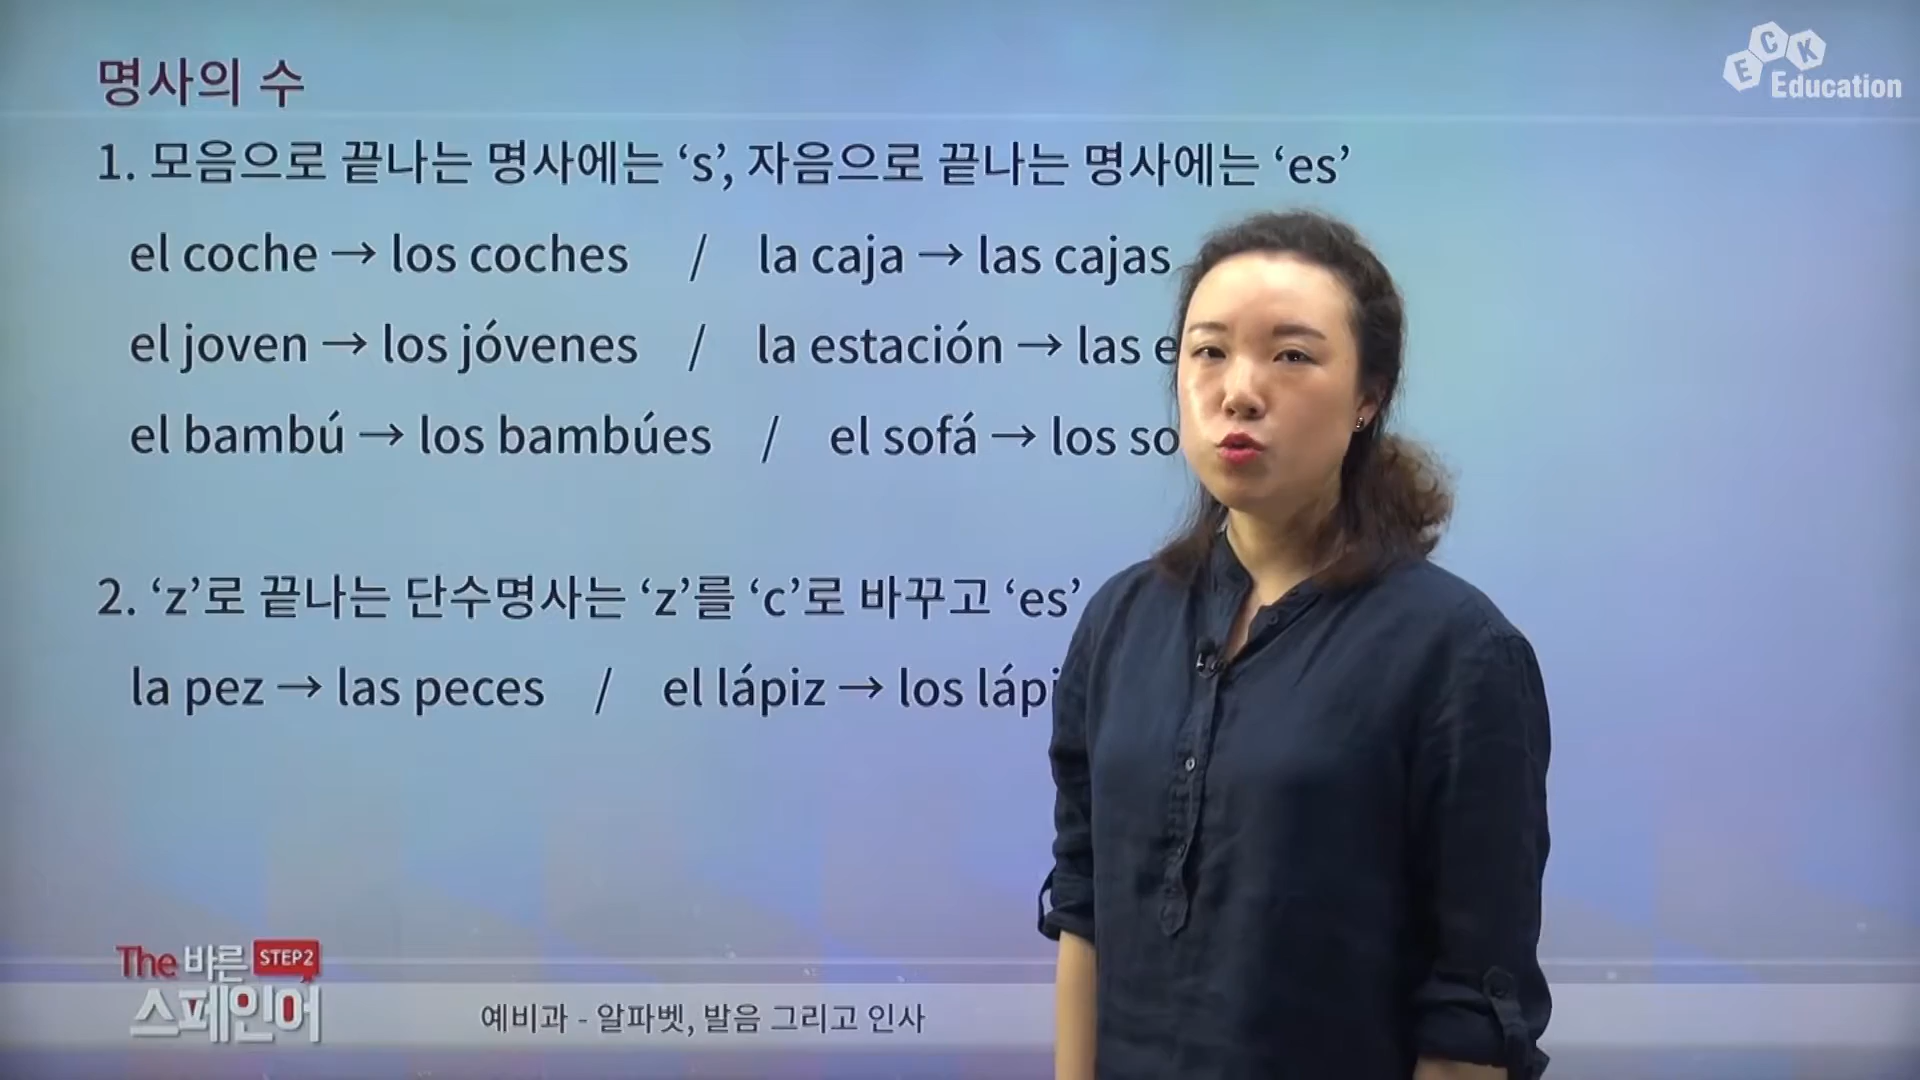 명사의 수
ECK
Education
1. 모음으로 끝나는 명사에는 ‘s’, 자음으로 끝나는 명사에는 ‘es’
el coche → los coches / la caja → las cajas
el joven → los jóvenes / la estación → las
el bambú → los bambúes / el sofá → los
2. ‘z’로 끝나는 단수명사는 ‘z’를 ‘c’로 바꾸고 ‘es’
la pez → las peces / el lápiz → los
The 바른 STEP2
스페인어
예비과 - 알파벳, 발음 그리고 인사